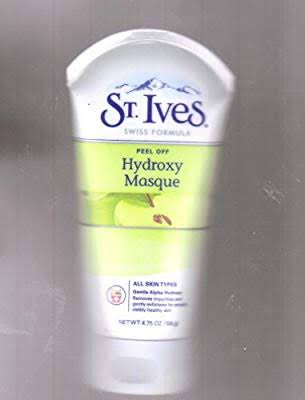 ST. IVES®
SWISS FORMULA
PEEL OFF
Hydroxy
Masque
ALL SKIN TYPES
Gentle Alpha Hydroxy
Removes impurities and
gently exfoliates for
visibly healthy skin
NET WT 4.75 OZ